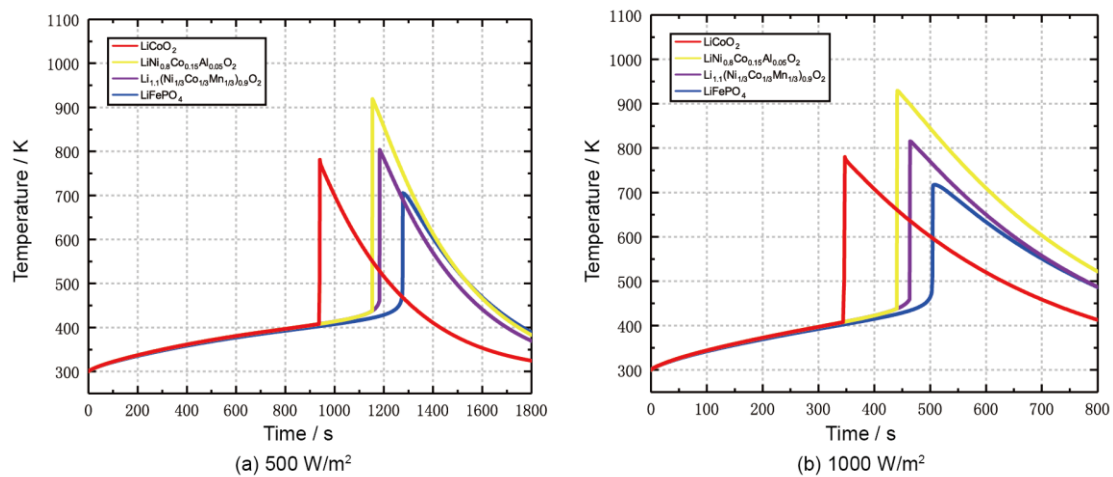 1100
1000
900
800
700
600
500
400
300
Temperature / K
LiCoO₂
LiNi₀.₈Co₀.₁₅Al₀.₀₅O₂
Li₁.₁(Ni₁/₃Co₁/₃Mn₁/₃)₀.₉O₂
LiFePO₄
0 200 400 600 800 1000 1200 1400 1600 1800
Time / s
(a) 500 W/m²
1100
1000
900
800
700
600
500
400
300
Temperature / K
LiCoO₂
LiNi₀.₈Co₀.₁₅Al₀.₀₅O₂
Li₁.₁(Ni₁/₃Co₁/₃Mn₁/₃)₀.₉O₂
LiFePO₄
0 100 200 300 400 500 600 700 800
Time / s
(b) 1000 W/m²